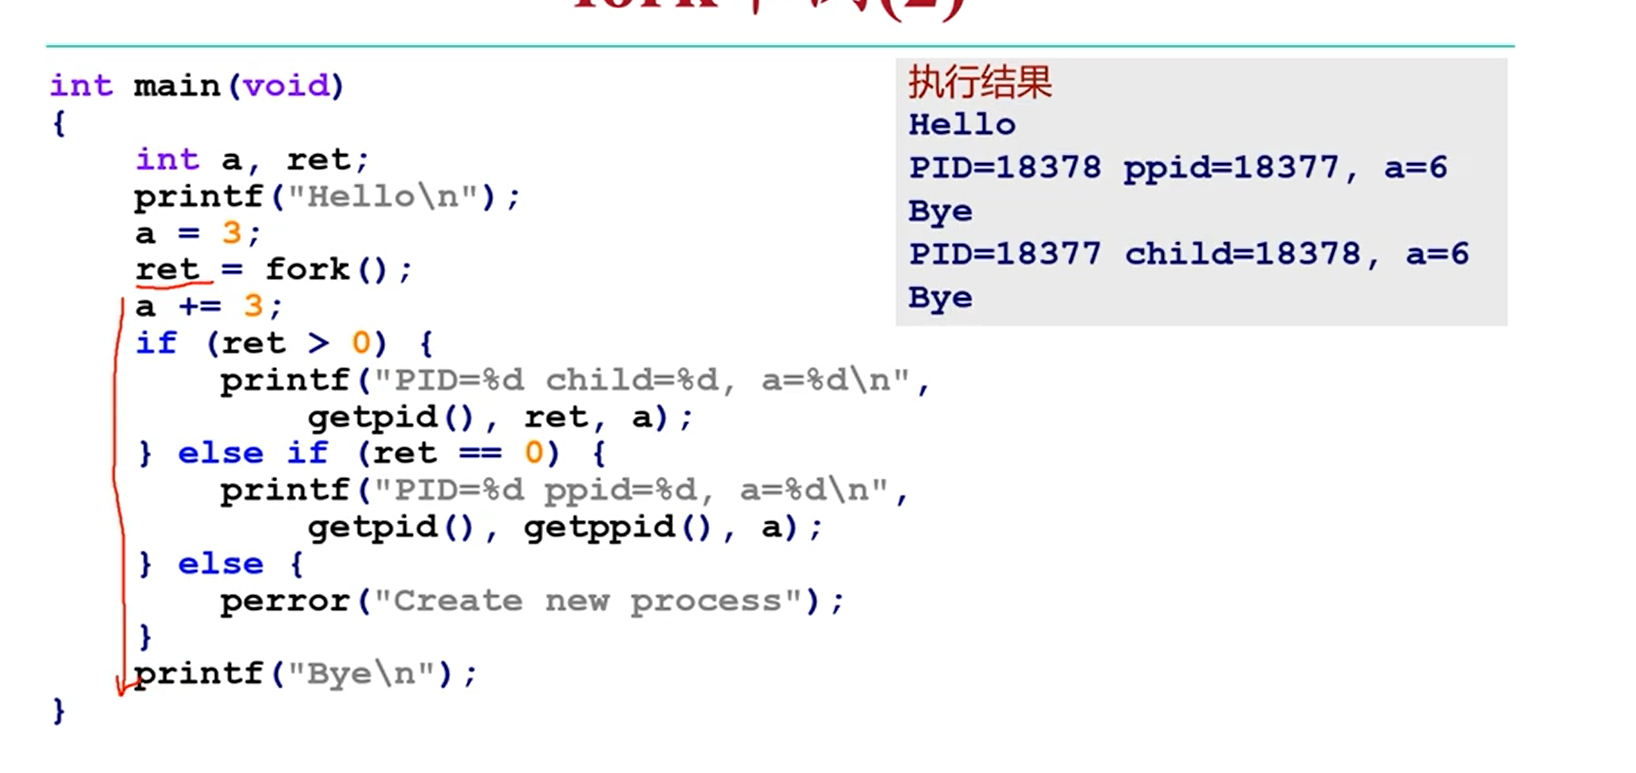 int main(void)
{
int a, ret;
printf("Hello\n");
a = 3;
ret = fork();
a += 3;
if (ret > 0) {
printf("PID=%d child=%d, a=%d\n",
getpid(), ret, a);
} else if (ret == 0) {
printf("PID=%d ppid=%d, a=%d\n",
getpid(), getppid(), a);
} else {
perror("Create new process");
}
printf("Bye\n");
}
执行结果
Hello
PID=18378 ppid=18377, a=6
Bye
PID=18377 child=18378, a=6
Bye